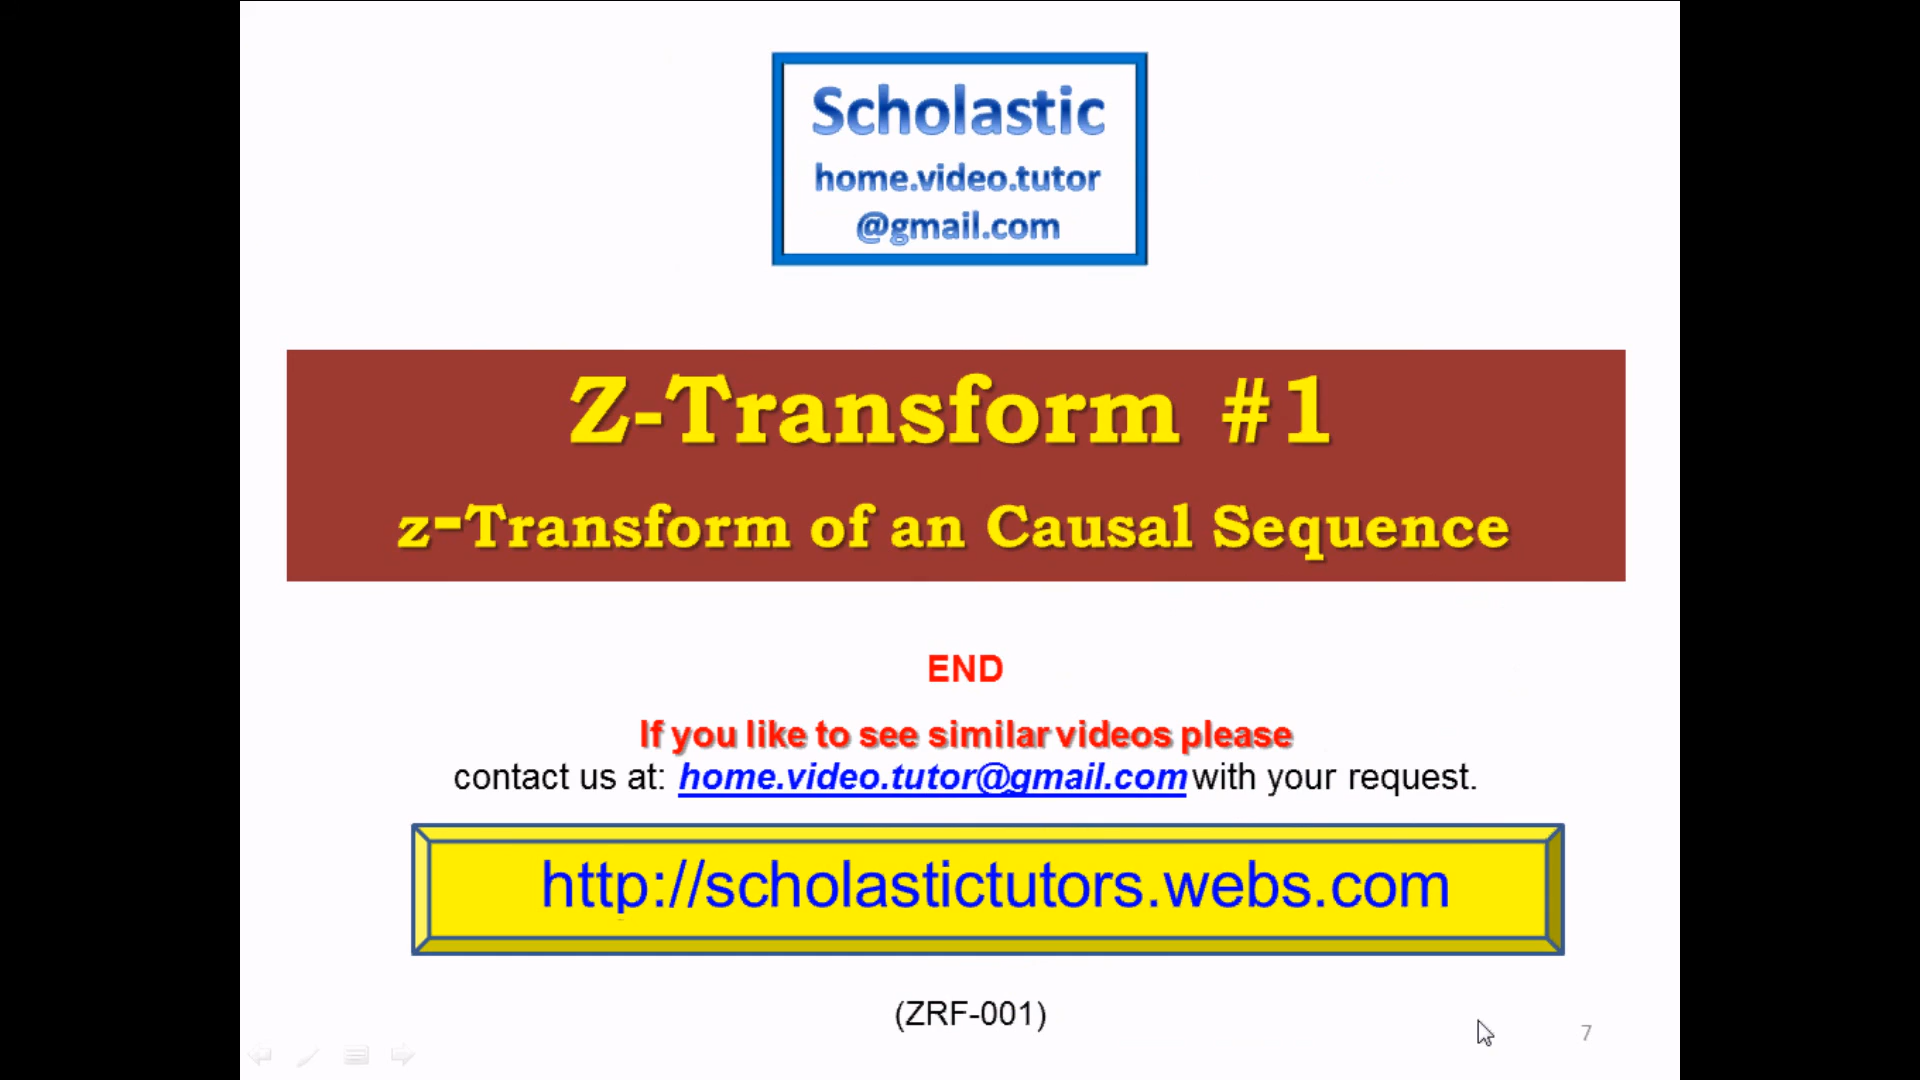 Scholastic
home.video.tutor
@gmail.com
Z-Transform #1
z-Transform of an Causal Sequence
END
If you like to see similar videos please
contact us at: home.video.tutor@gmail.com with your request.
http://scholastictutors.webs.com
(ZRF-001)
7